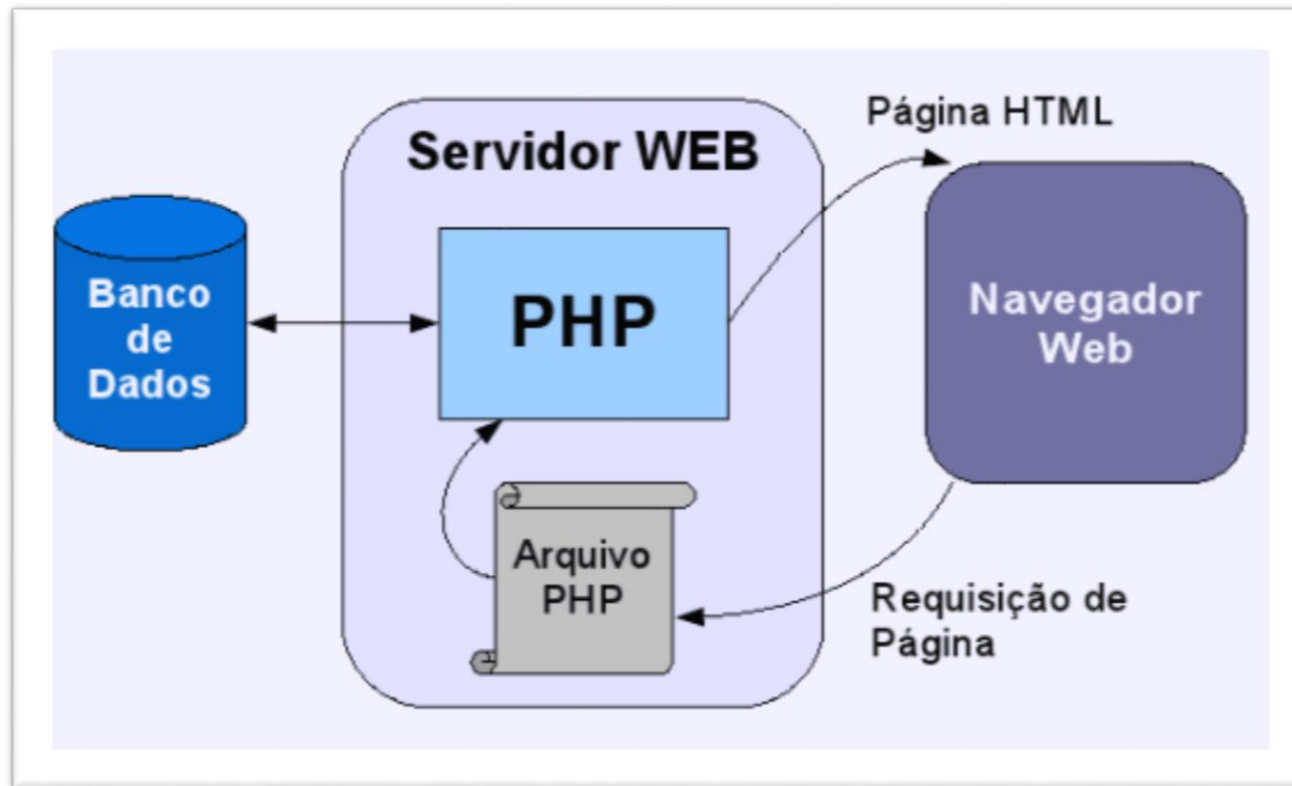 Servidor WEB
Página HTML
Banco
de
Dados
PHP
Navegador
Web
Arquivo
PHP
Requisição de
Página